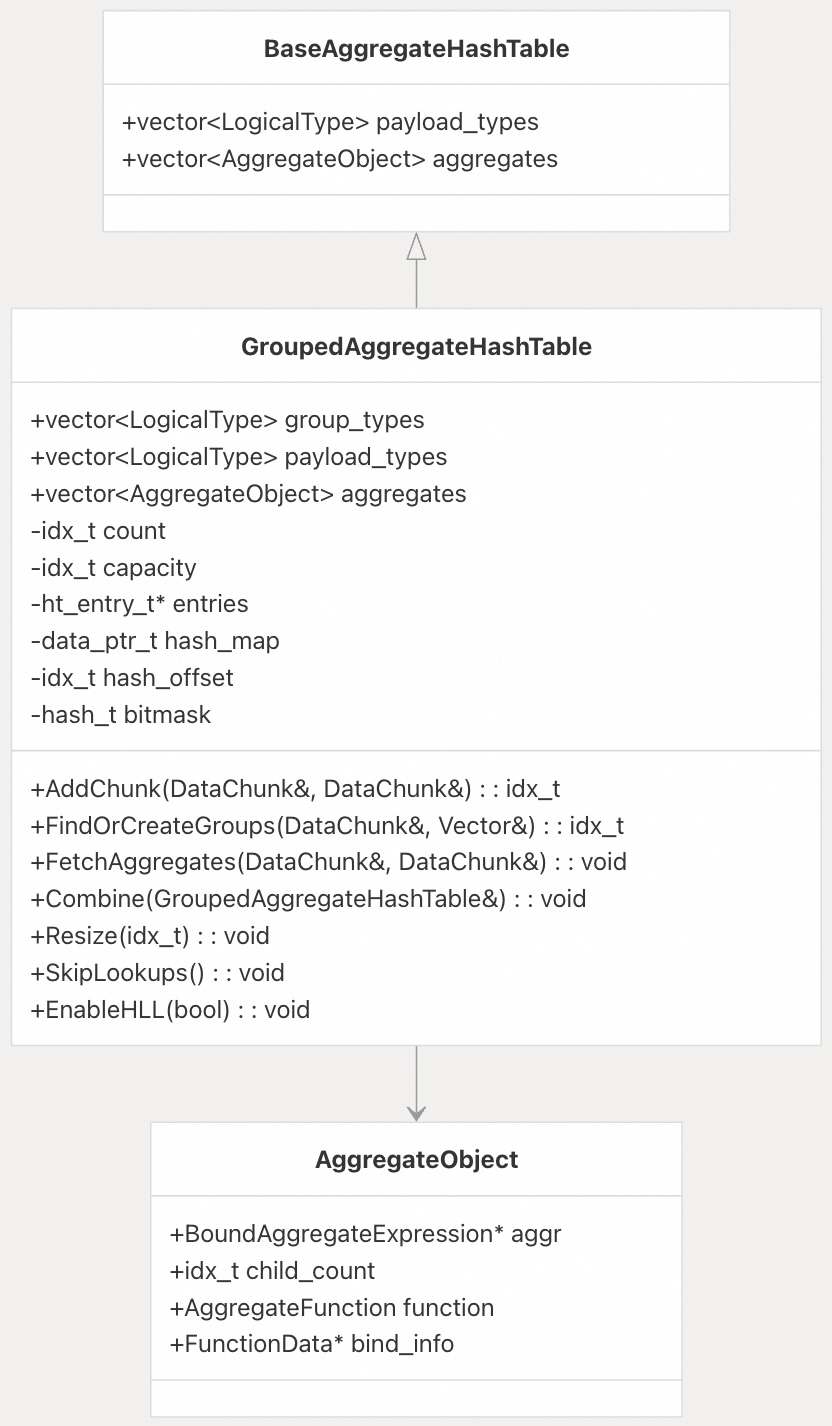 BaseAggregateHashTable
+vector<LogicalType> payload_types
+vector<AggregateObject> aggregates
GroupedAggregateHashTable
+vector<LogicalType> group_types
+vector<LogicalType> payload_types
+vector<AggregateObject> aggregates
-idx_t count
-idx_t capacity
-ht_entry_t* entries
-data_ptr_t hash_map
-idx_t hash_offset
-hash_t bitmask
+AddChunk(DataChunk&, DataChunk&) : : idx_t
+FindOrCreateGroups(DataChunk&, Vector&) : : idx_t
+FetchAggregates(DataChunk&, DataChunk&) : : void
+Combine(GroupedAggregateHashTable&) : : void
+Resize(idx_t) : : void
+SkipLookups() : : void
+EnableHLL(bool) : : void
AggregateObject
+BoundAggregateExpression* aggr
+idx_t child_count
+AggregateFunction function
+FunctionData* bind_info